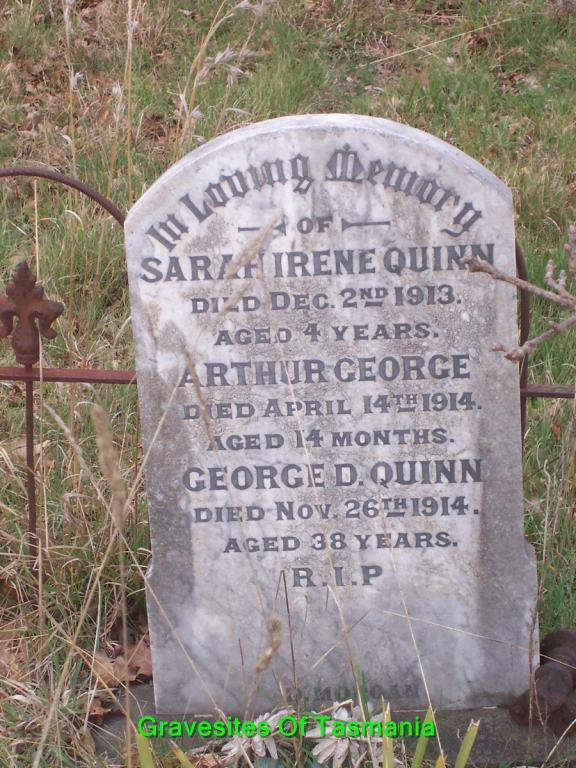 In Loving Memory
OF
SARAH IRENE QUINN
DIED DEC. 2ND 1913.
AGED 4 YEARS.
ARTHUR GEORGE
DIED APRIL 14TH 1914.
AGED 14 MONTHS.
GEORGE D. QUINN
DIED NOV. 26TH 1914.
AGED 38 YEARS.
R.I.P
MORGAN
Gravesites Of Tasmania